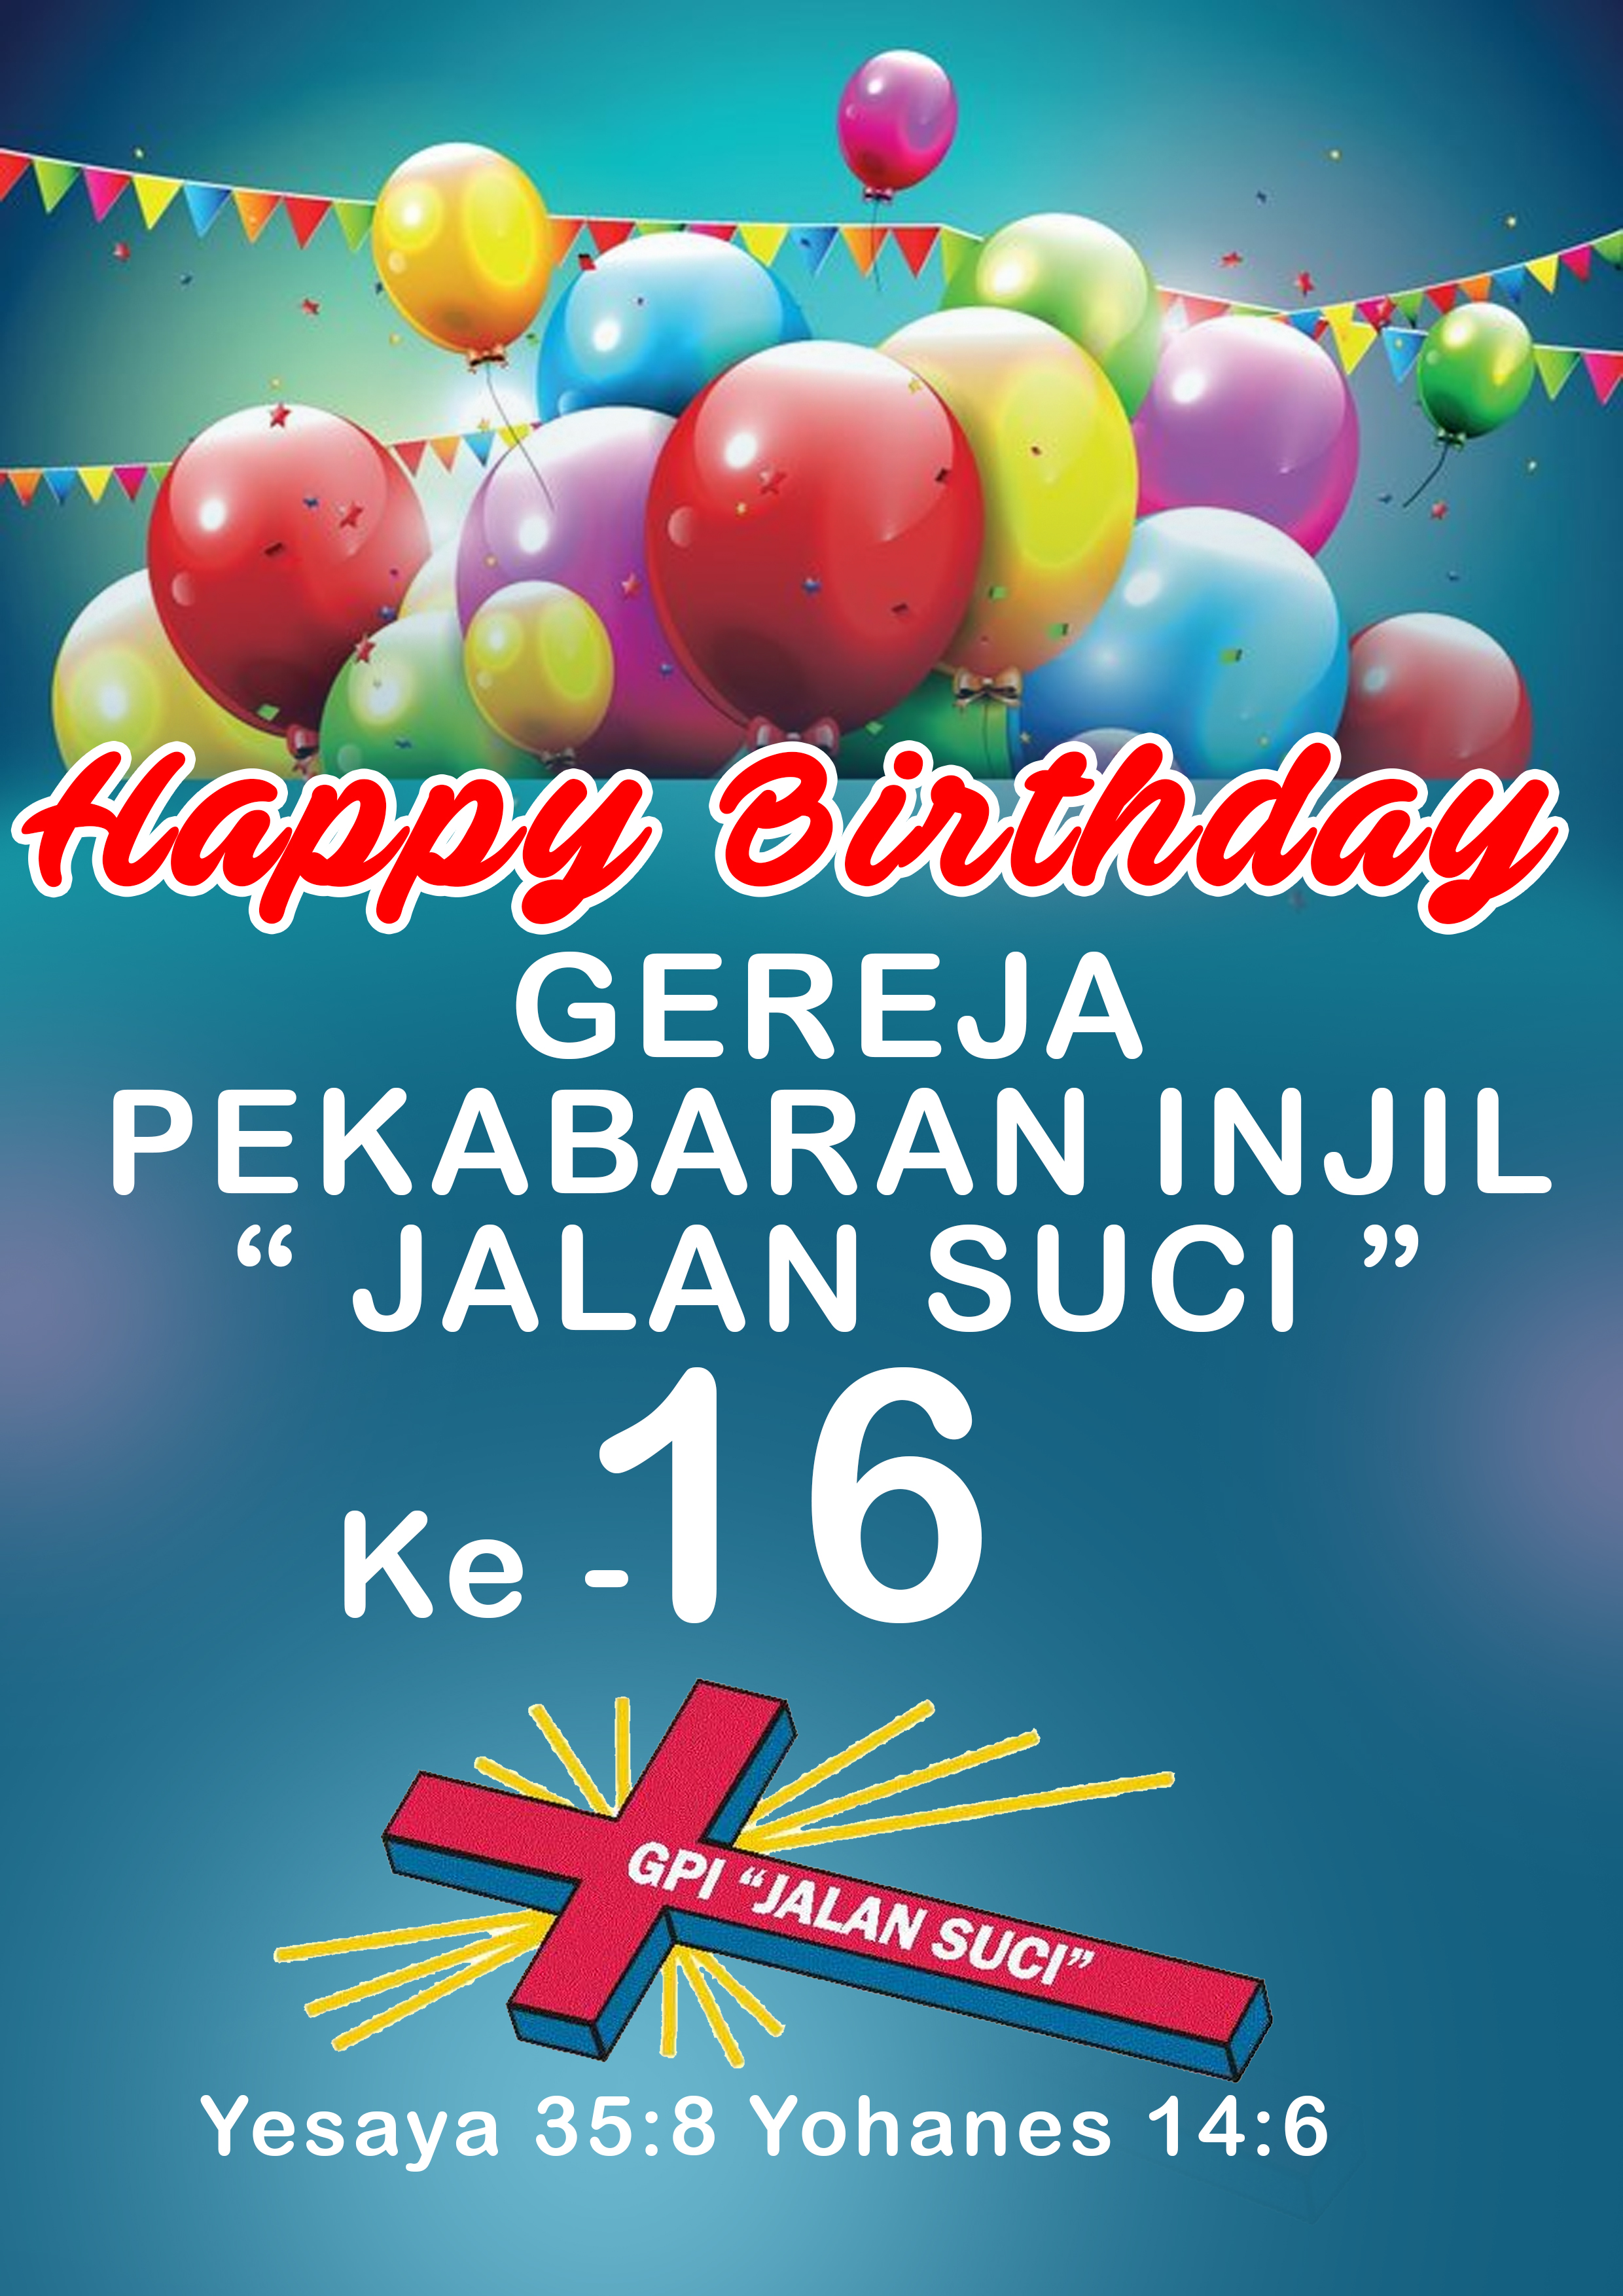 Happy Birthday
GEREJA
PEKABARAN INJIL
“ JALAN SUCI ”
Ke -16
GPI “JALAN SUCI”
Yesaya 35:8 Yohanes 14:6